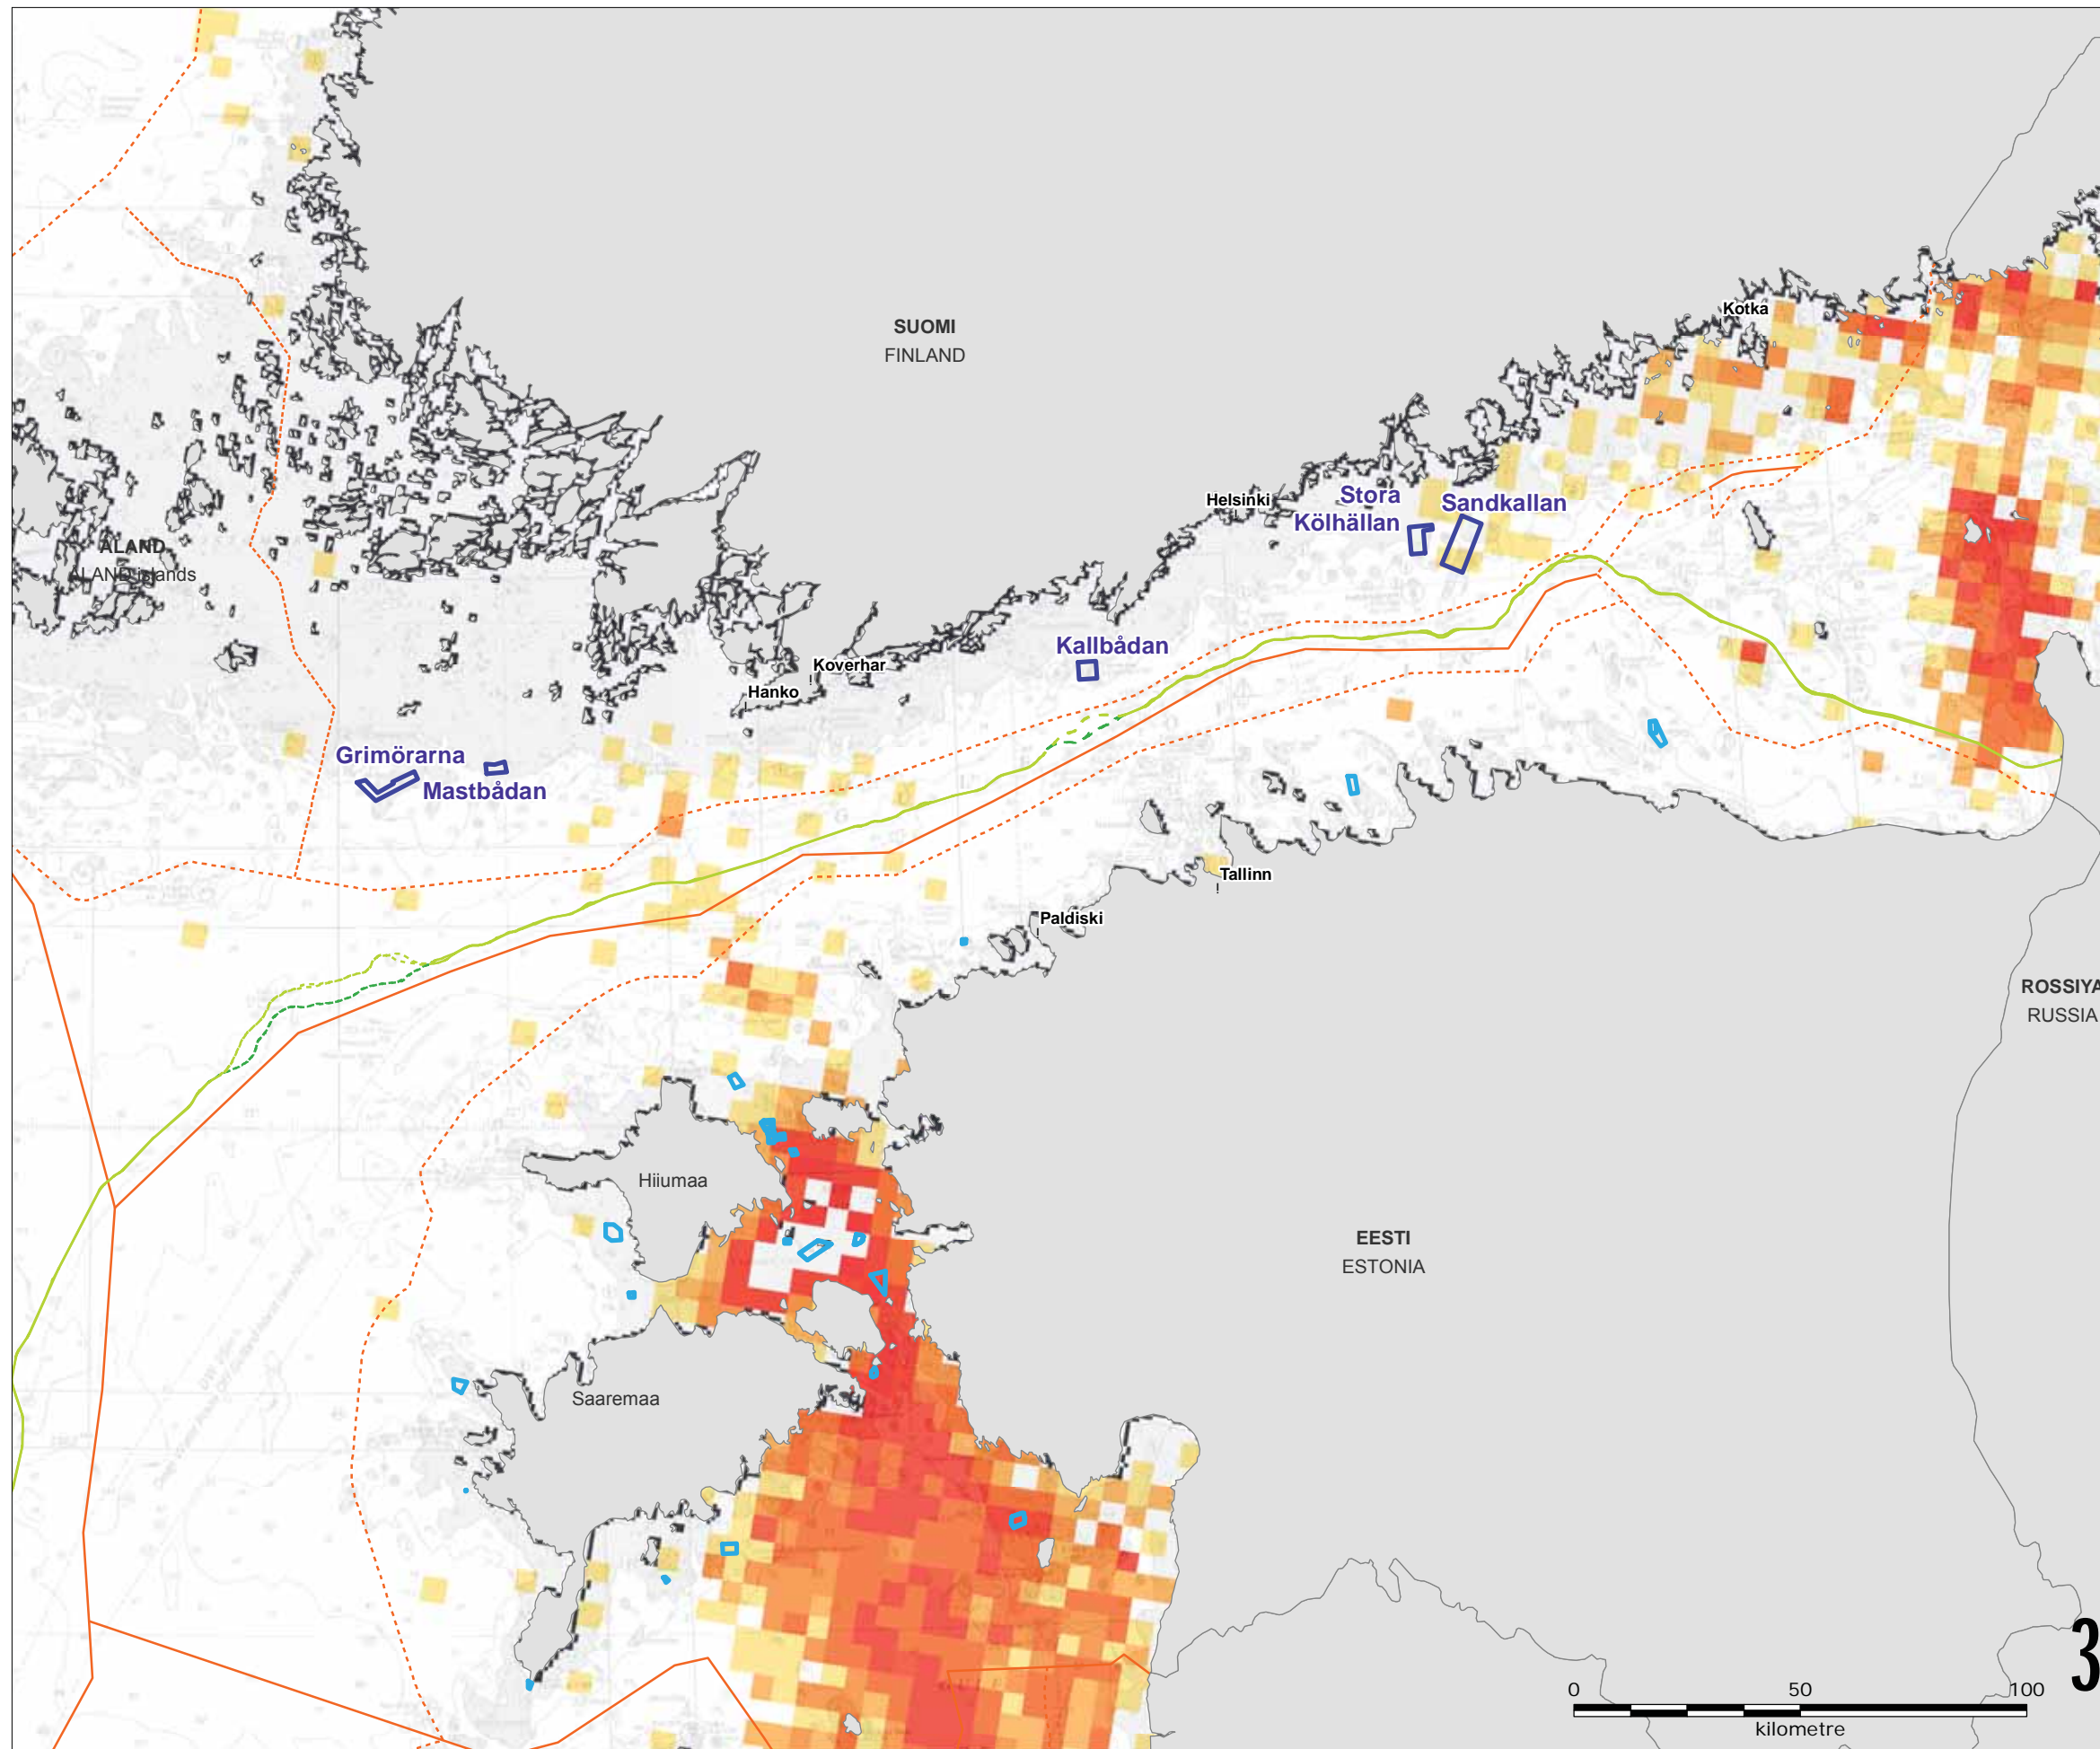 SUOMI
FINLAND
Kotka
Helsinki
Stora
Kölhällan
Sandkallan
ÅLAND
ÅLAND islands
Kallbådan
Koverhar
Hanko
Grimörarna
Mastbådan
Tallinn
Paldiski
ROSSIYA
RUSSIA
Hiiumaa
EESTI
ESTONIA
Saaremaa
3
0 50 100
kilometre